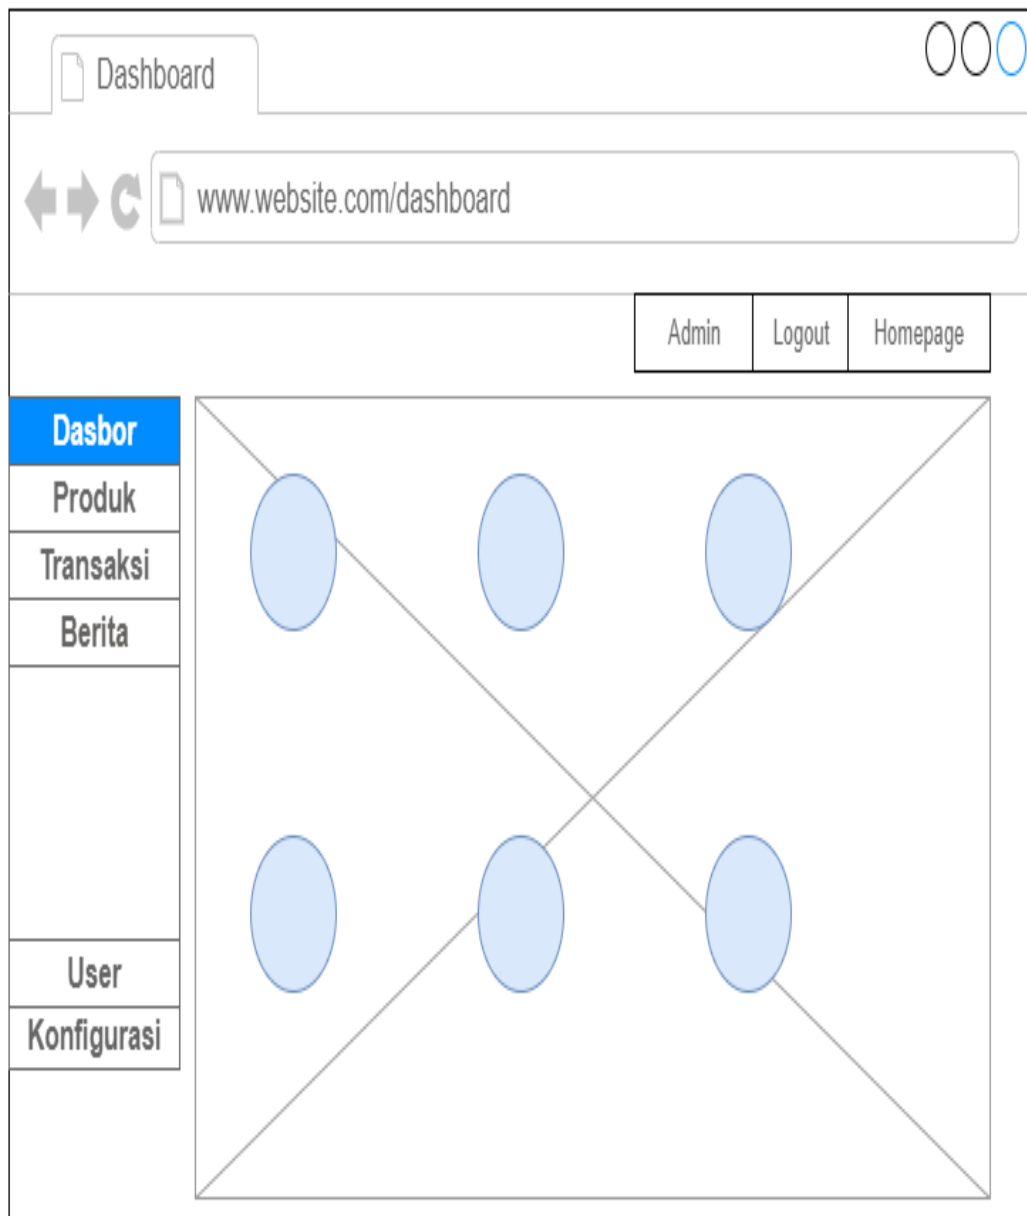 Dashboard
www.website.com/dashboard
Admin Logout Homepage
Dasbor
Produk
Transaksi
Berita
User
Konfigurasi